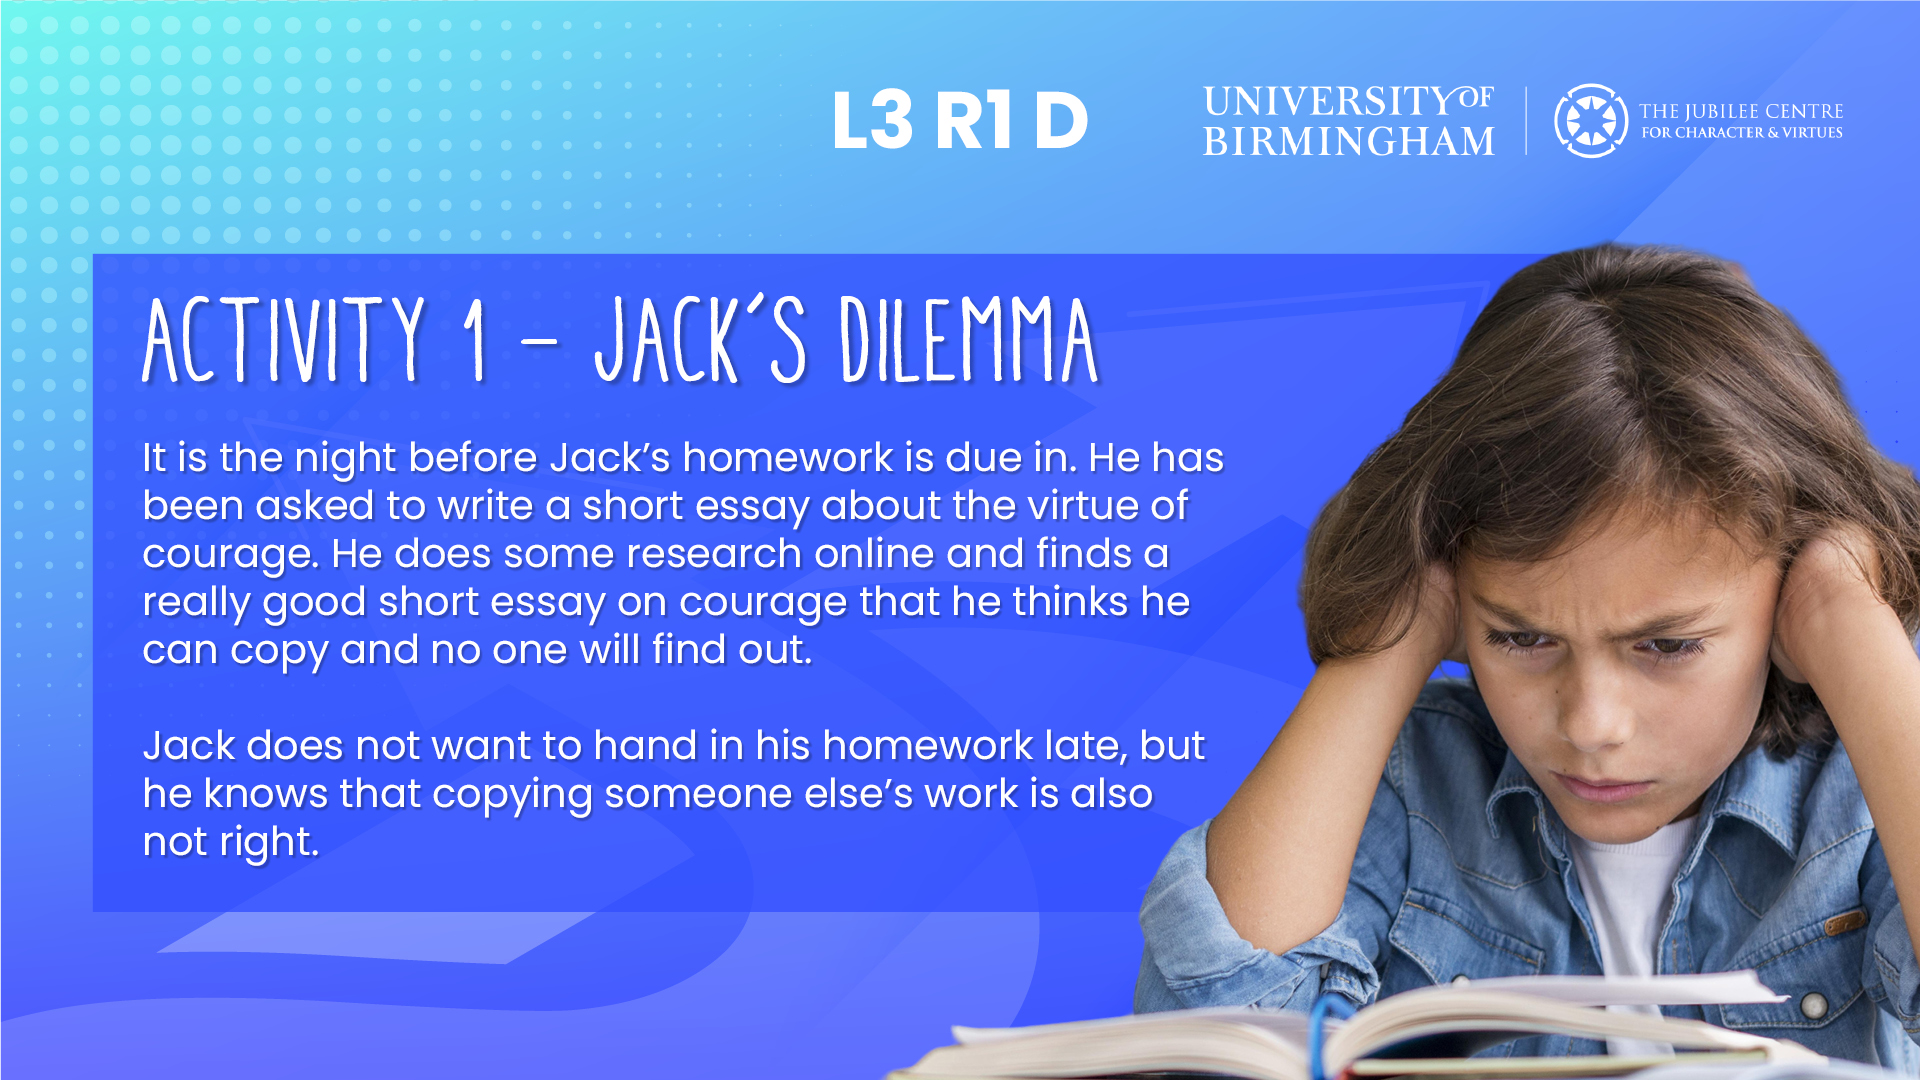 L3 R1 D
UNIVERSITY OF
BIRMINGHAM
THE JUBILEE CENTRE
FOR CHARACTER & VIRTUES
ACTIVITY 1 – JACK'S DILEMMA
It is the night before Jack’s homework is due in. He has
been asked to write a short essay about the virtue of
courage. He does some research online and finds a
really good short essay on courage that he thinks he
can copy and no one will find out.
Jack does not want to hand in his homework late, but
he knows that copying someone else’s work is also
not right.